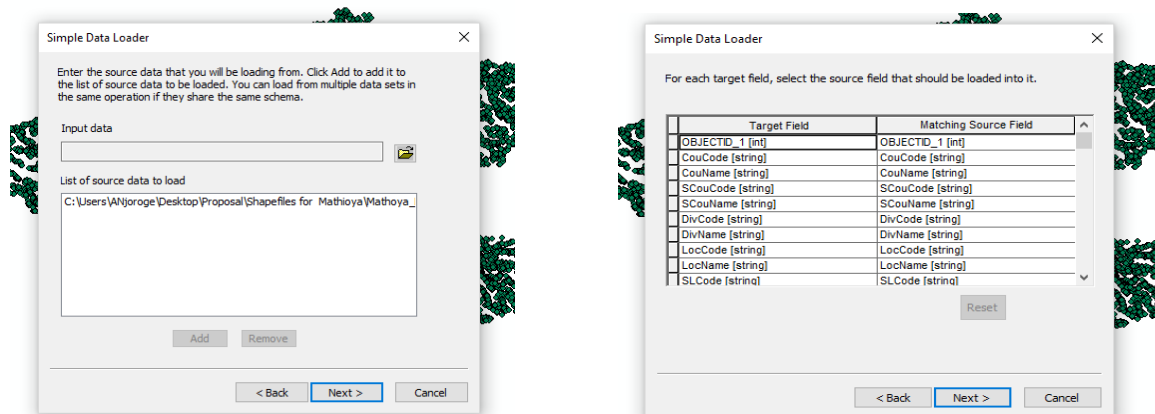 Simple Data Loader
Enter the source data that you will be loading from. Click Add to add it to
the list of source data to be loaded. You can load from multiple data sets in
the same operation if they share the same schema.
Input data
List of source data to load
C:\Users\ANjoroge\Desktop\Proposal\Shapefiles for Mathioya\Mathoya_
Add Remove
< Back Next > Cancel
Simple Data Loader
For each target field, select the source field that should be loaded into it.
Target Field Matching Source Field
OBJECTID_1 [int] OBJECTID_1 [int]
CouCode [string] CouCode [string]
CouName [string] CouName [string]
SCouCode [string] SCouCode [string]
SCouName [string] SCouName [string]
DivCode [string] DivCode [string]
DivName [string] DivName [string]
LocCode [string] LocCode [string]
LocName [string] LocName [string]
SLCode [string] SLCode [string]
Reset
< Back Next > Cancel